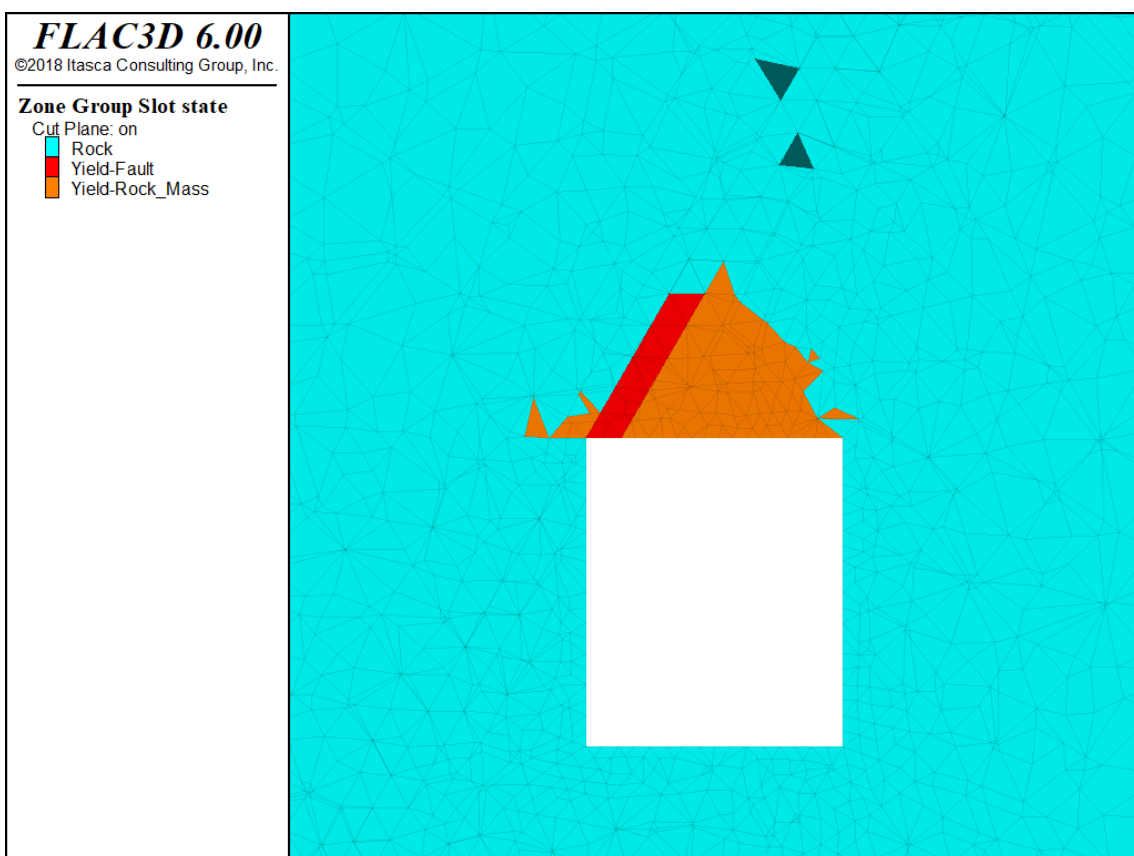 FLAC3D 6.00
©2018 Itasca Consulting Group, Inc.
Zone Group Slot state
Cut Plane: on
Rock
Yield-Fault
Yield-Rock_Mass